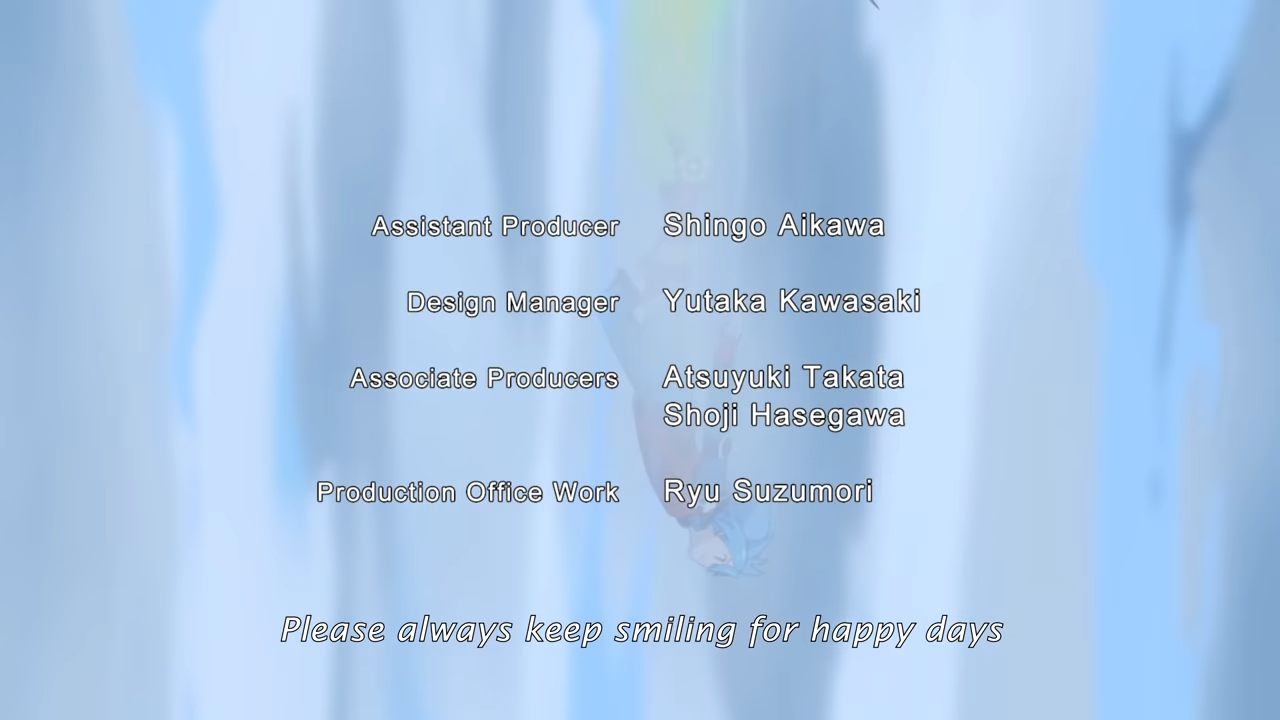 Assistant Producer Shingo Aikawa
Design Manager Yutaka Kawasaki
Associate Producers Atsuyuki Takata
Shoji Hasegawa
Production Office Work Ryu Suzumori
Please always keep smiling for happy days